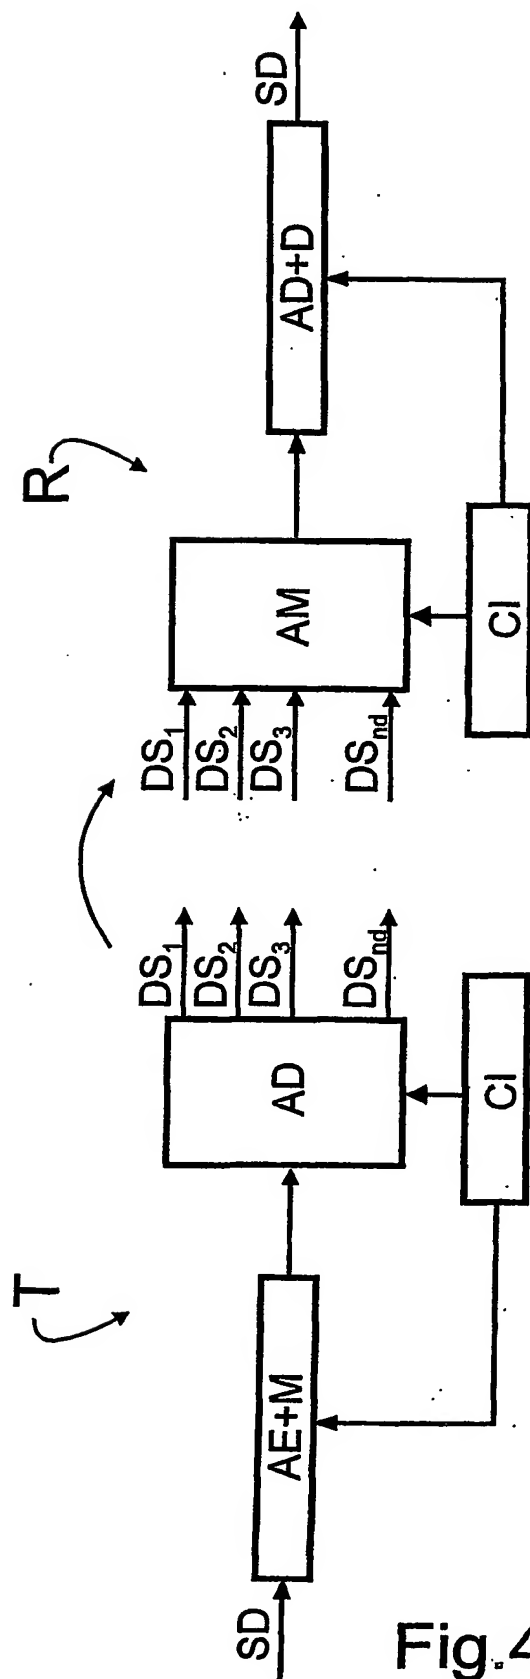 T
SD
AE+M
AD
CI
DS1
DS2
DS3
DSnd
R
DS1
DS2
DS3
DSnd
AM
CI
AD+D
SD
Fig.4